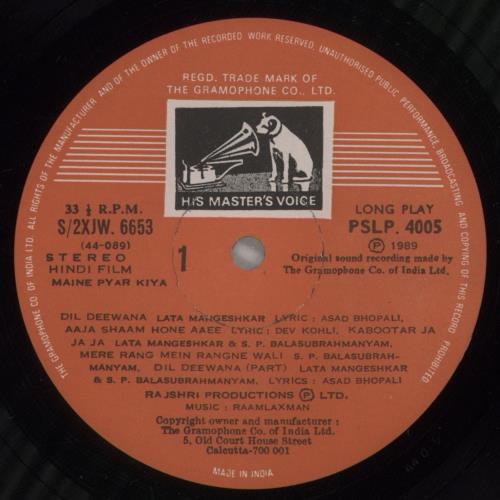 ALL RIGHTS OF THE MANUFACTURER AND OF THE OWNER OF THE RECORDED WORK RESERVED. UNAUTHORISED PUBLIC PERFORMANCE, BROADCASTING AND COPYING OF THIS RECORD PROHIBITED.
REGD. TRADE MARK OF
THE GRAMOPHONE CO., LTD.
HIS MASTER'S VOICE
33 ⅓ R.P.M.
S/2XJW. 6653
(44-089)
STEREO
HINDI FILM
MAINE PYAR KIYA
1
LONG PLAY
PSLP. 4005
Ⓟ 1989
Original sound recording made by
The Gramophone Co. of India Ltd.
DIL DEEWANA LATA MANGESHKAR LYRIC : ASAD BHOPALI,
AAJA SHAAM HONE AAEE LYRIC : DEV KOHLI, KABOOTAR JA
JA JA LATA MANGESHKAR & S. P. BALASUBRAHMANYAM,
MERE RANG MEIN RANGNE WALI S. P. BALASUBRAH-
MANYAM, DIL DEEWANA (PART) LATA MANGESHKAR
& S. P. BALASUBRAHMANYAM, LYRICS : ASAD BHOPALI
RAJSHRI PRODUCTIONS Ⓟ LTD.
MUSIC : RAAMLAXMAN
Copyright owner and manufacturer :
The Gramophone Co. of India Ltd.
5, Old Court House Street
Calcutta-700 001
MADE IN INDIA
THE GRAMOPHONE CO. OF INDIA LTD.